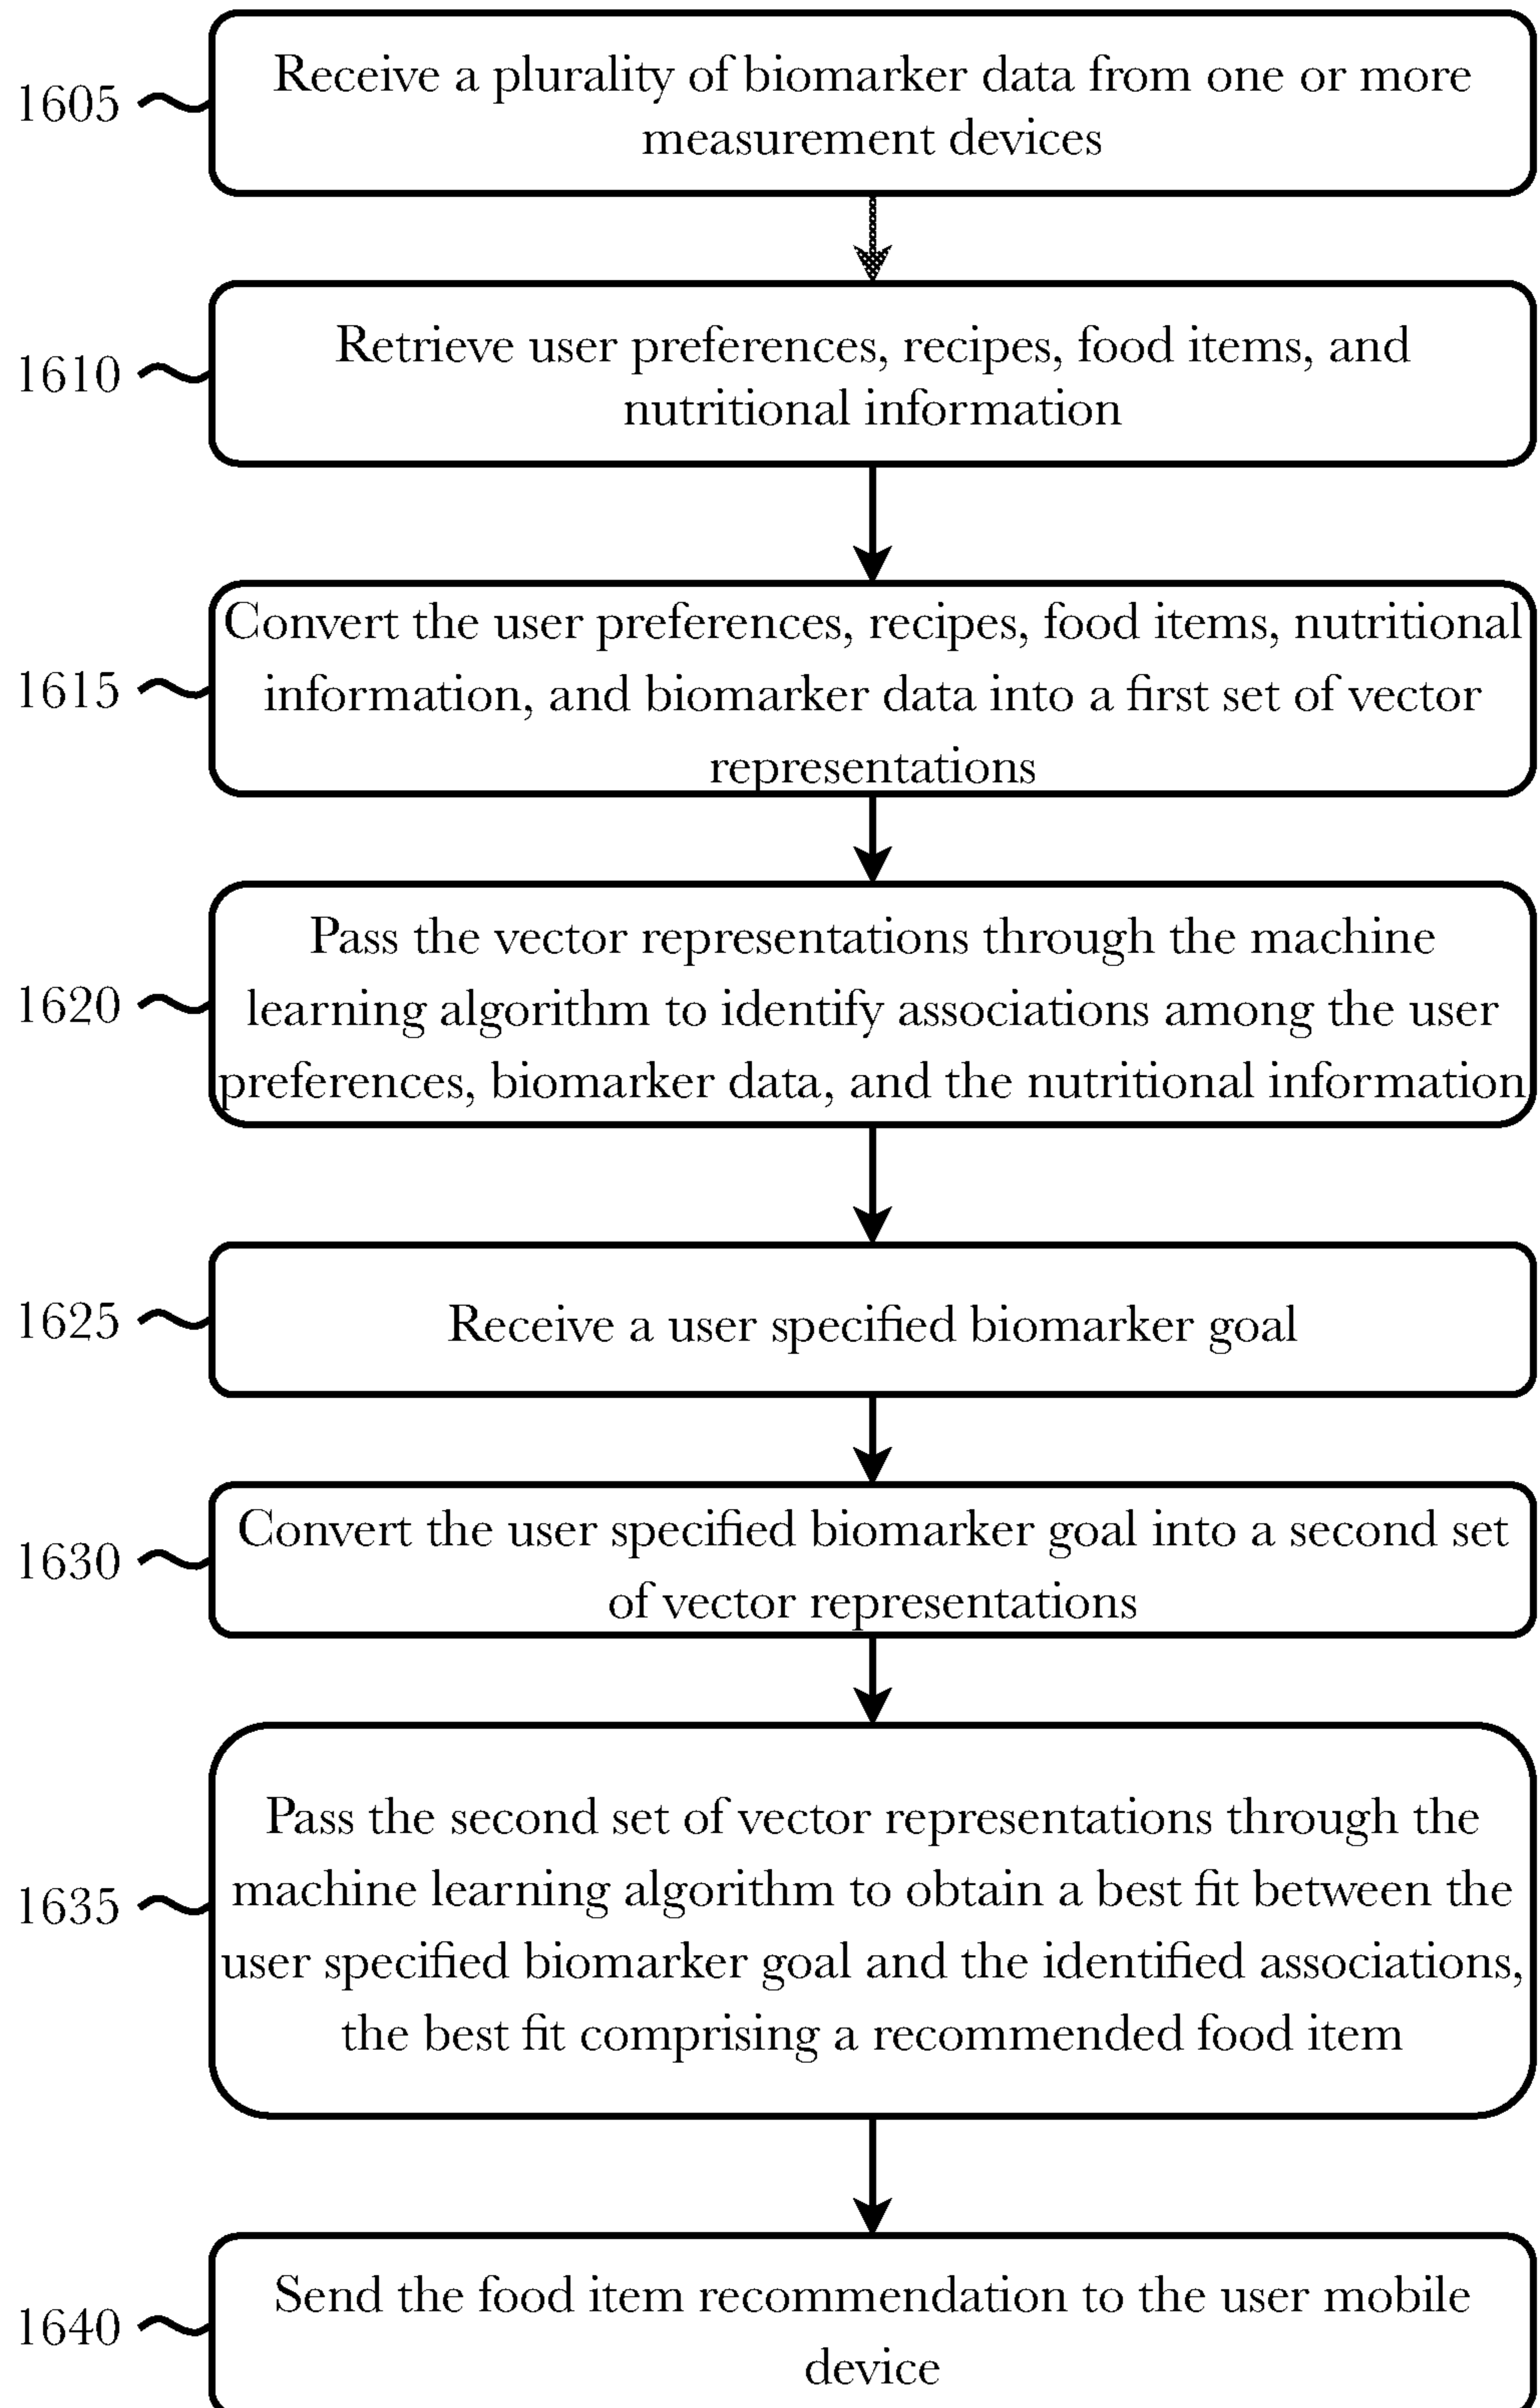 1605
Receive a plurality of biomarker data from one or more
measurement devices
1610
Retrieve user preferences, recipes, food items, and
nutritional information
1615
Convert the user preferences, recipes, food items, nutritional
information, and biomarker data into a first set of vector
representations
1620
Pass the vector representations through the machine
learning algorithm to identify associations among the user
preferences, biomarker data, and the nutritional information
1625
Receive a user specified biomarker goal
1630
Convert the user specified biomarker goal into a second set
of vector representations
1635
Pass the second set of vector representations through the
machine learning algorithm to obtain a best fit between the
user specified biomarker goal and the identified associations,
the best fit comprising a recommended food item
1640
Send the food item recommendation to the user mobile
device